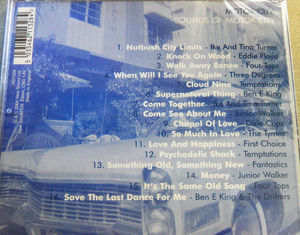 MOTOR CITY
SOUNDS OF MOTOR CITY
1. Nutbush City Limits - Ike And Tina Turner
2. Knock On Wood - Eddie Floyd
3. Walk Away Renee - Four Tops
When Will I See You Again - Three Degrees
Cloud Nine - Temptations
6. Supernatural Thing - Ben E King
7. Come Together - Ike And Tina Turner
8. Come See About Me - Junior Walker
9. Chapel Of Love - Dixie Cups
10. So Much In Love - The Tymes
11. Love And Happiness - First Choice
12. Psychedelic Shack - Temptations
13. Something Old, Something New - Fantastics
14. Money - Junior Walker
15. It's The Same Old Song - Four Tops
16. Save The Last Dance For Me - Ben E King & The Drifters